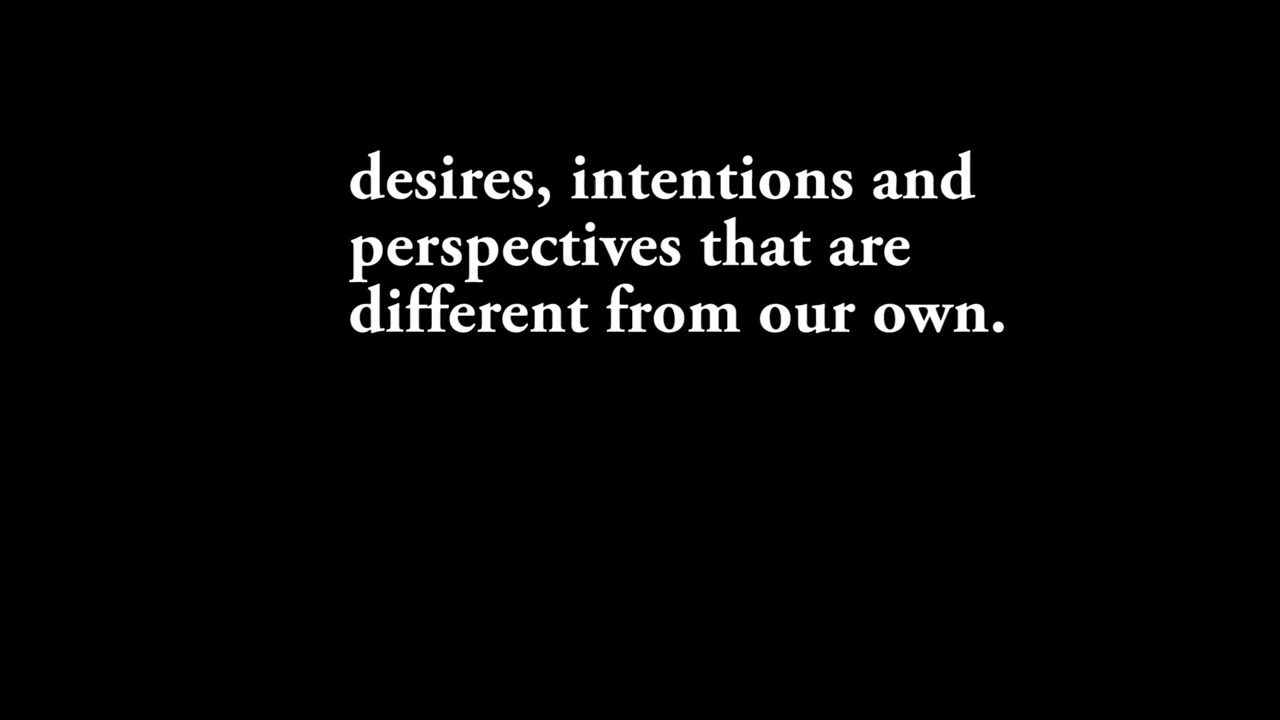 desires, intentions and
perspectives that are
different from our own.